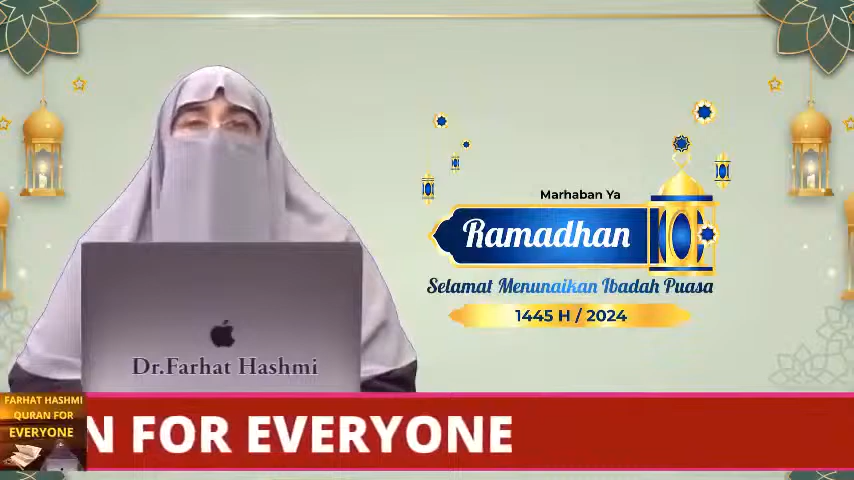 Marhaban Ya
Ramadhan
Selamat Menunaikan Ibadah Puasa
1445 H / 2024
Dr.Farhat Hashmi
FARHAT HASHMI
QURAN FOR
EVERYONE
N FOR EVERYONE